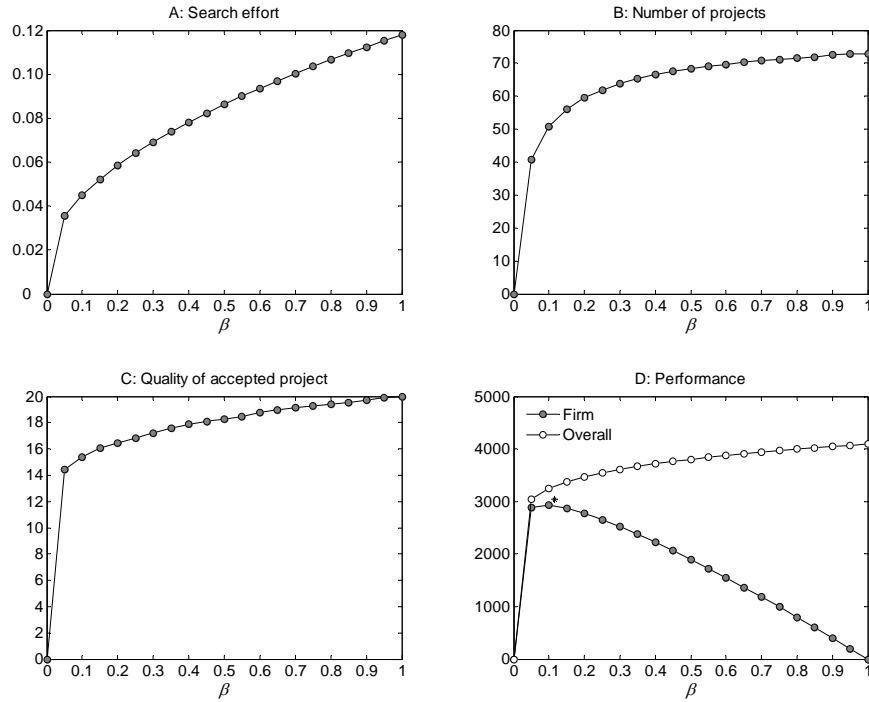 A: Search effort
0.12
0.10
0.08
0.06
0.04
0.02
0
0 0.1 0.2 0.3 0.4 0.5 0.6 0.7 0.8 0.9 1
β
B: Number of projects
80
70
60
50
40
30
20
10
0
0 0.1 0.2 0.3 0.4 0.5 0.6 0.7 0.8 0.9 1
β
C: Quality of accepted project
20
18
16
14
12
10
8
6
4
2
0
0 0.1 0.2 0.3 0.4 0.5 0.6 0.7 0.8 0.9 1
β
D: Performance
5000
4000
3000
2000
1000
0
Firm
Overall
*
0 0.1 0.2 0.3 0.4 0.5 0.6 0.7 0.8 0.9 1
β